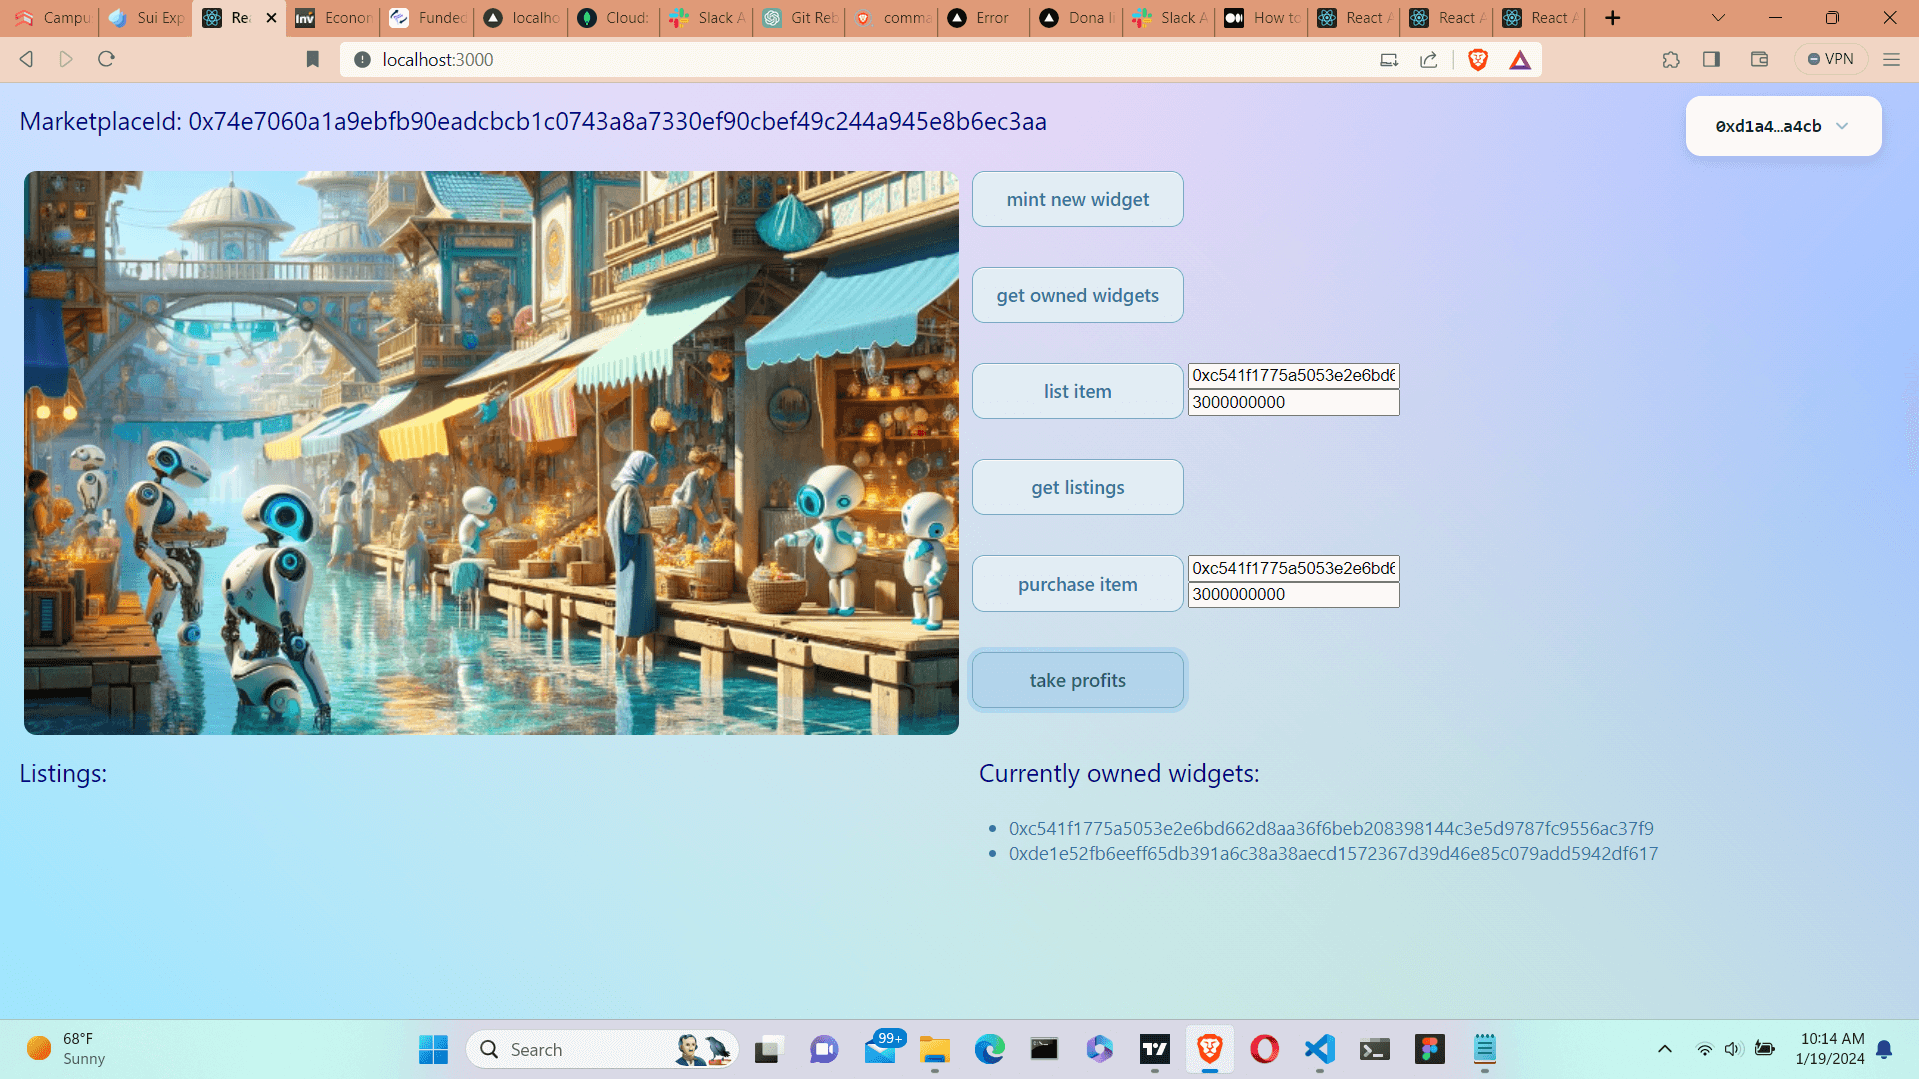 Campu
Sui Exp
Rea
Econon
Funded
localho
Cloud:
Slack A
Git Reb
comma
Error
Dona li
Slack A
How to
React A
React A
React A
localhost:3000
VPN
MarketplaceId: 0x74e7060a1a9ebfb90eadcbcb1c0743a8a7330ef90cbef49c244a945e8b6ec3aa
0xd1a4…a4cb
mint new widget
get owned widgets
list item
0xc541f1775a5053e2e6bd6
3000000000
get listings
purchase item
0xc541f1775a5053e2e6bd6
3000000000
take profits
Listings:
Currently owned widgets:
0xc541f1775a5053e2e6bd662d8aa36f6beb208398144c3e5d9787fc9556ac37f9
0xde1e52fb6eeff65db391a6c38a38aecd1572367d39d46e85c079add5942df617
68°F
Sunny
Search
99+
10:14 AM
1/19/2024